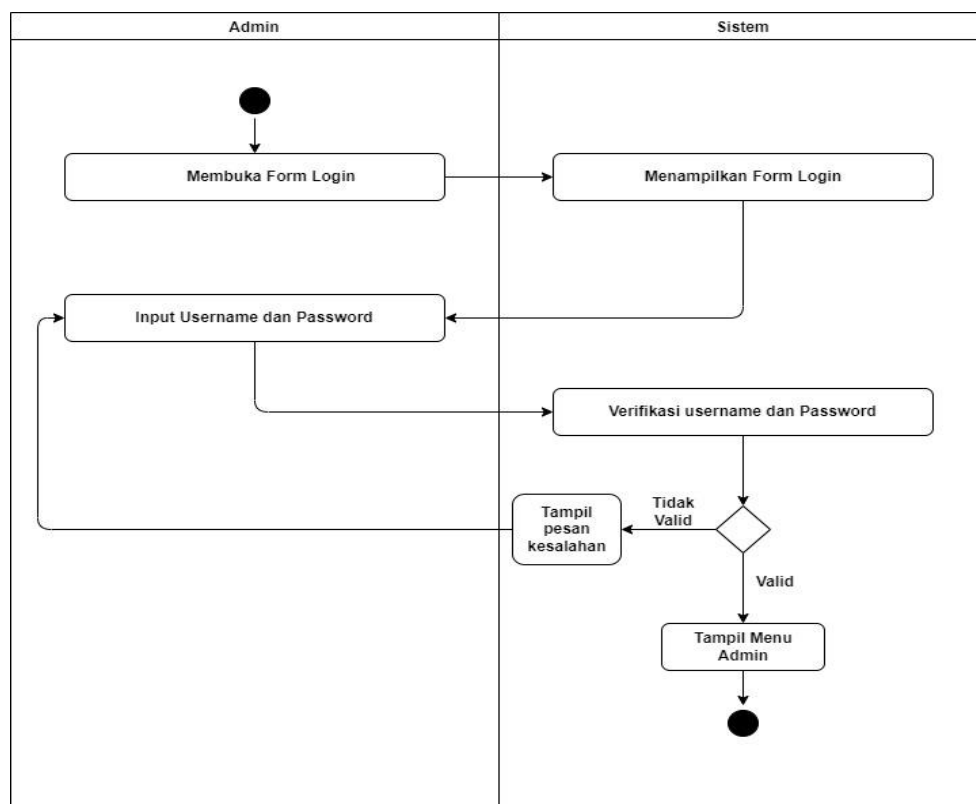 Admin
Sistem
Membuka Form Login
Menampilkan Form Login
Input Username dan Password
Verifikasi username dan Password
Tidak
Valid
Tampil
pesan
kesalahan
Valid
Tampil Menu
Admin